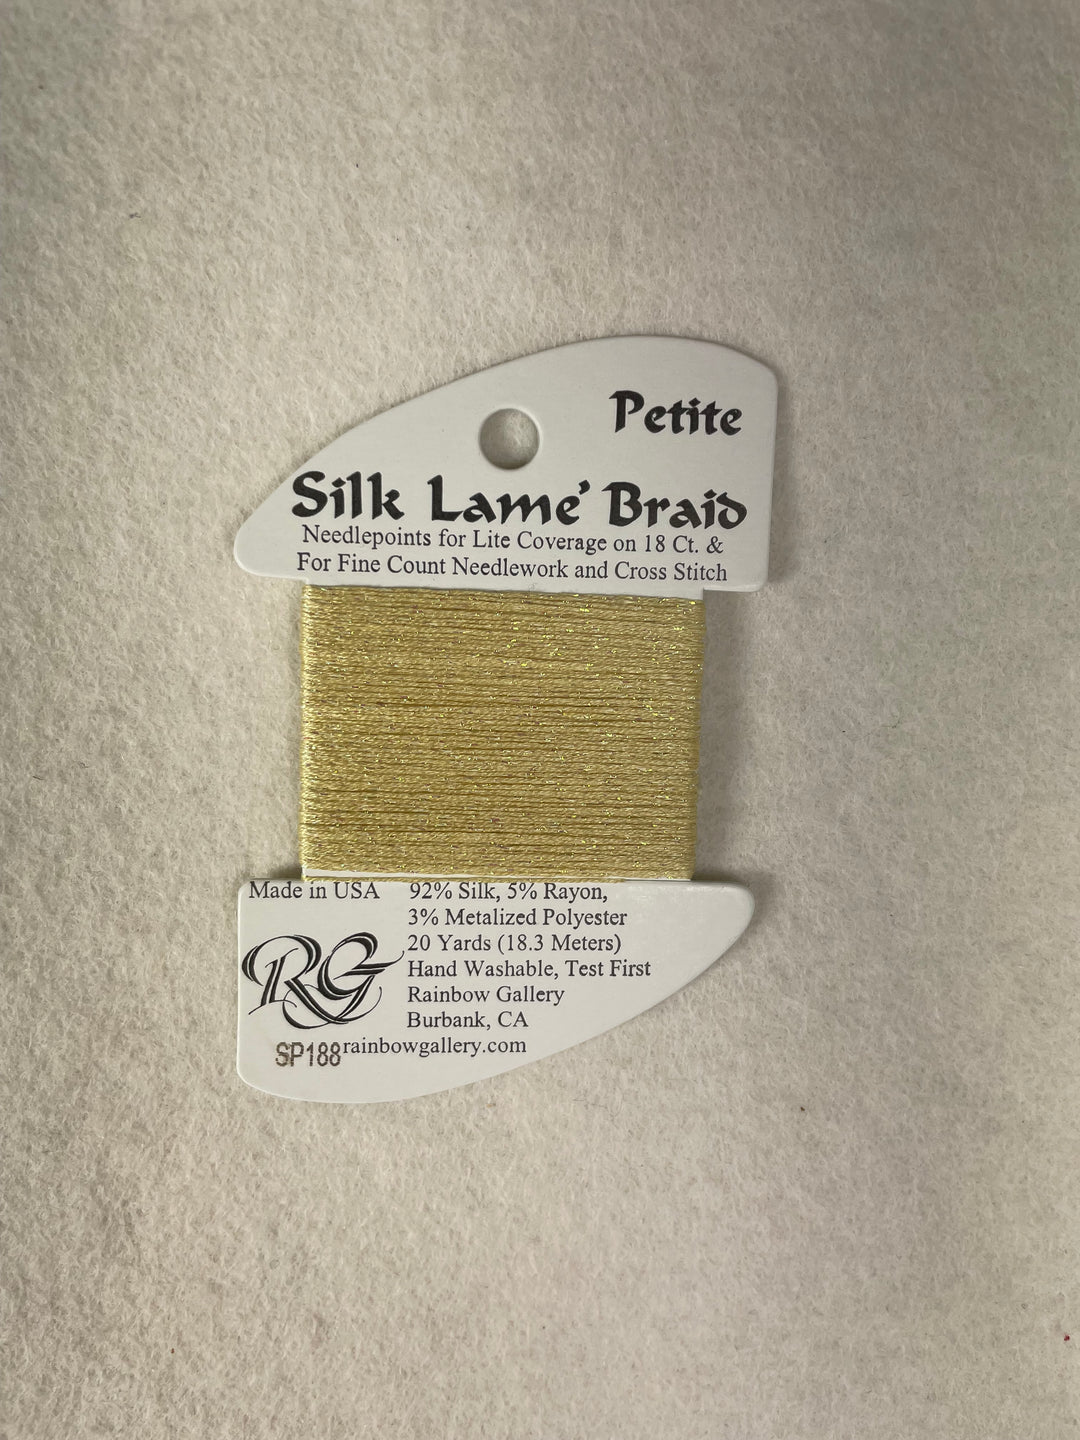 Petite
Silk Lame' Braid
Needlepoints for Lite Coverage on 18 Ct. &
For Fine Count Needlework and Cross Stitch
Made in USA
92% Silk, 5% Rayon,
3% Metalized Polyester
20 Yards (18.3 Meters)
Hand Washable, Test First
Rainbow Gallery
Burbank, CA
rainbowgallery.com
RG
SP188